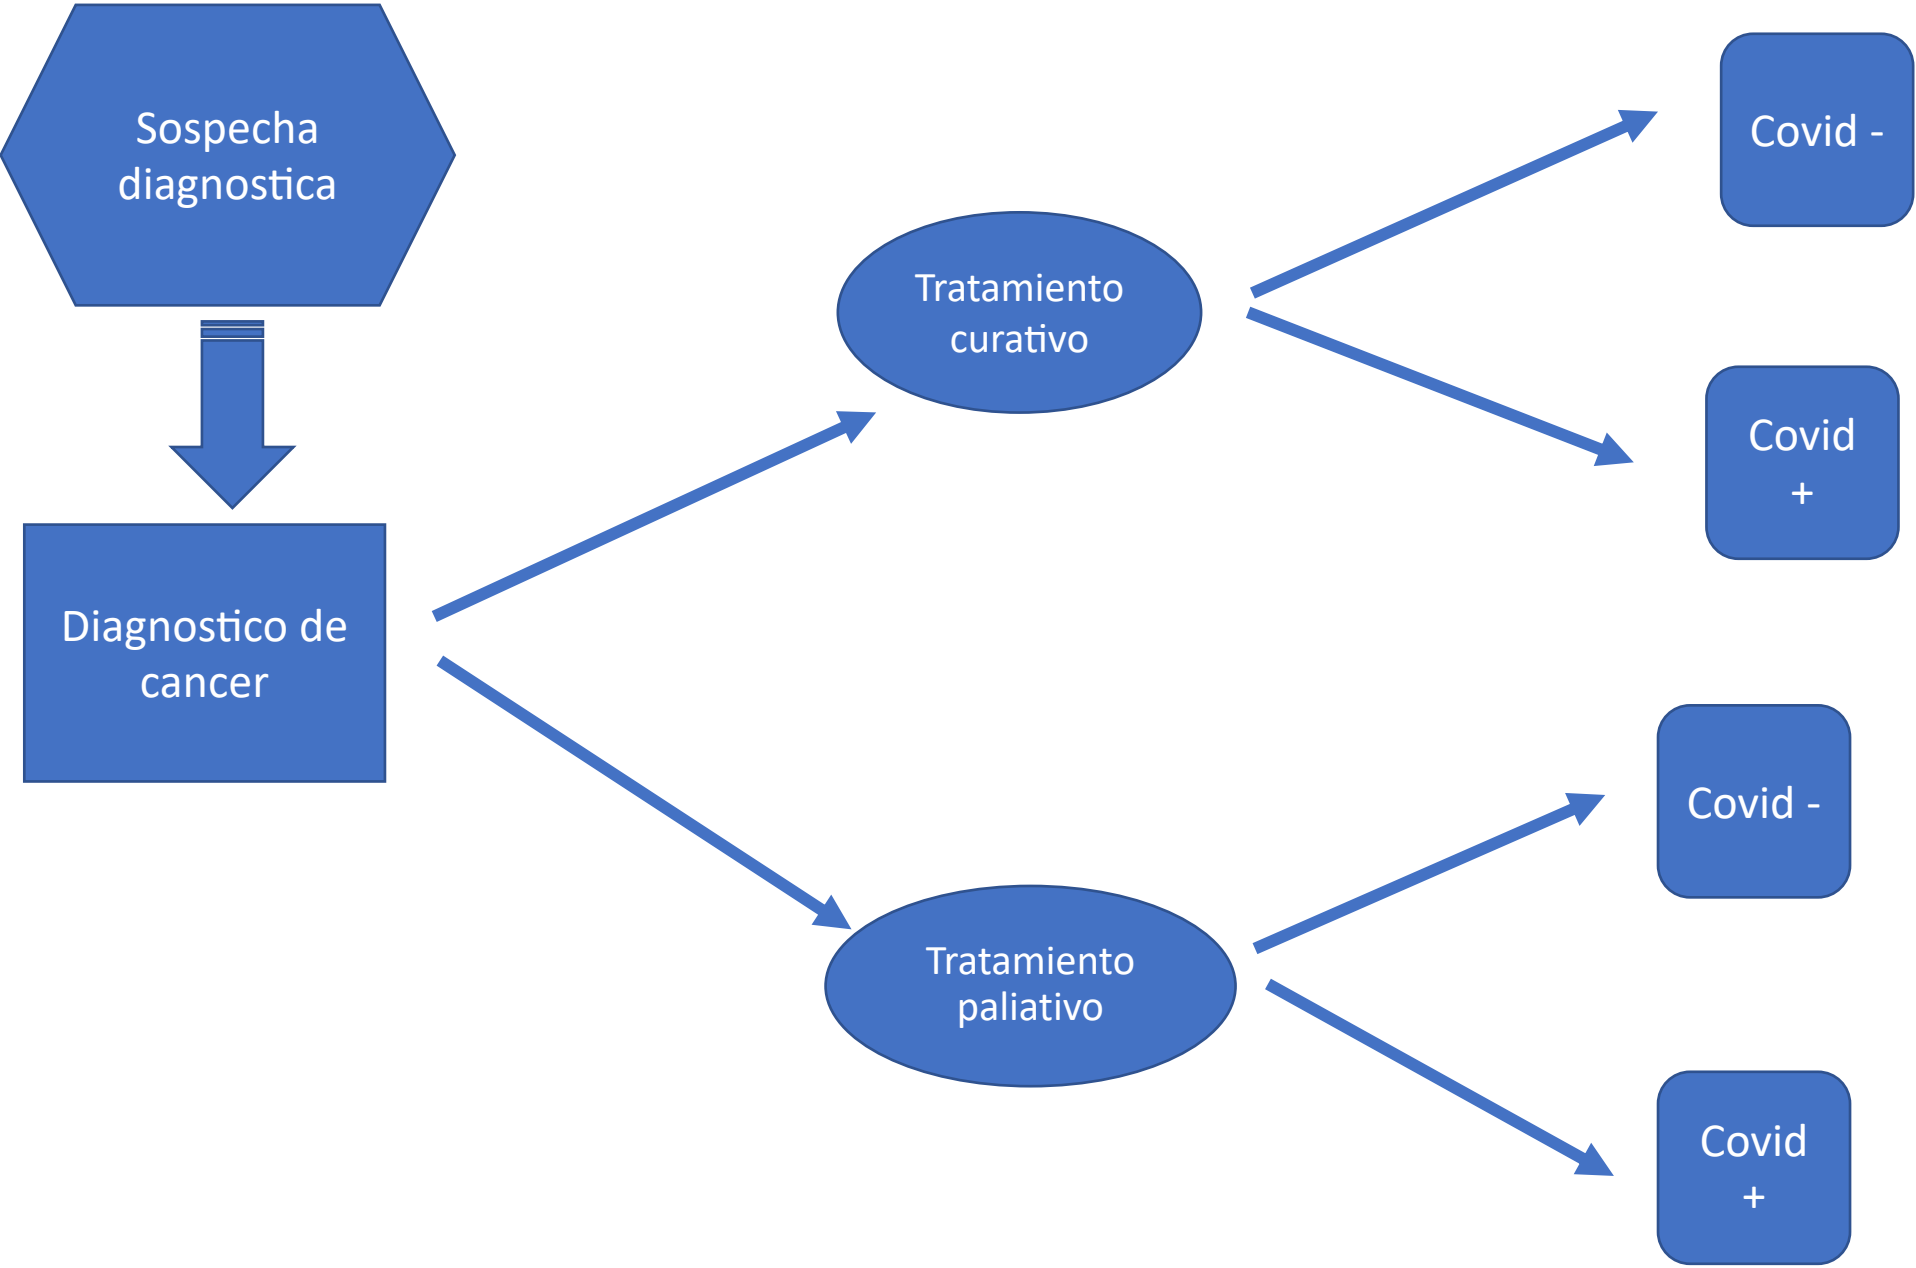 Sospecha
diagnostica
Diagnostico de
cancer
Tratamiento
curativo
Tratamiento
paliativo
Covid -
Covid
+
Covid -
Covid
+